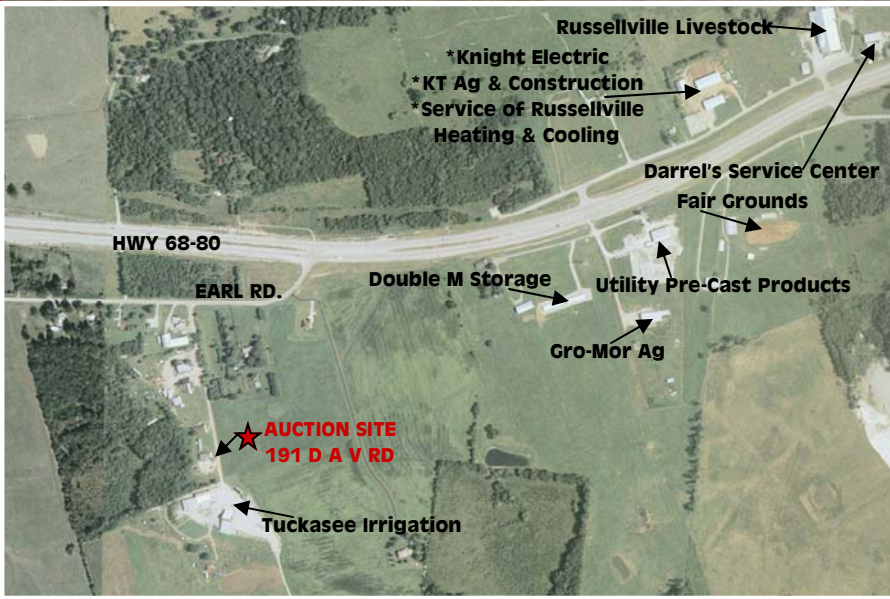 Russellville Livestock
*Knight Electric
*KT Ag & Construction
*Service of Russellville
Heating & Cooling
Darrel's Service Center
Fair Grounds
HWY 68-80
Double M Storage
Utility Pre-Cast Products
EARL RD.
Gro-Mor Ag
AUCTION SITE
191 D A V RD
Tuckasee Irrigation